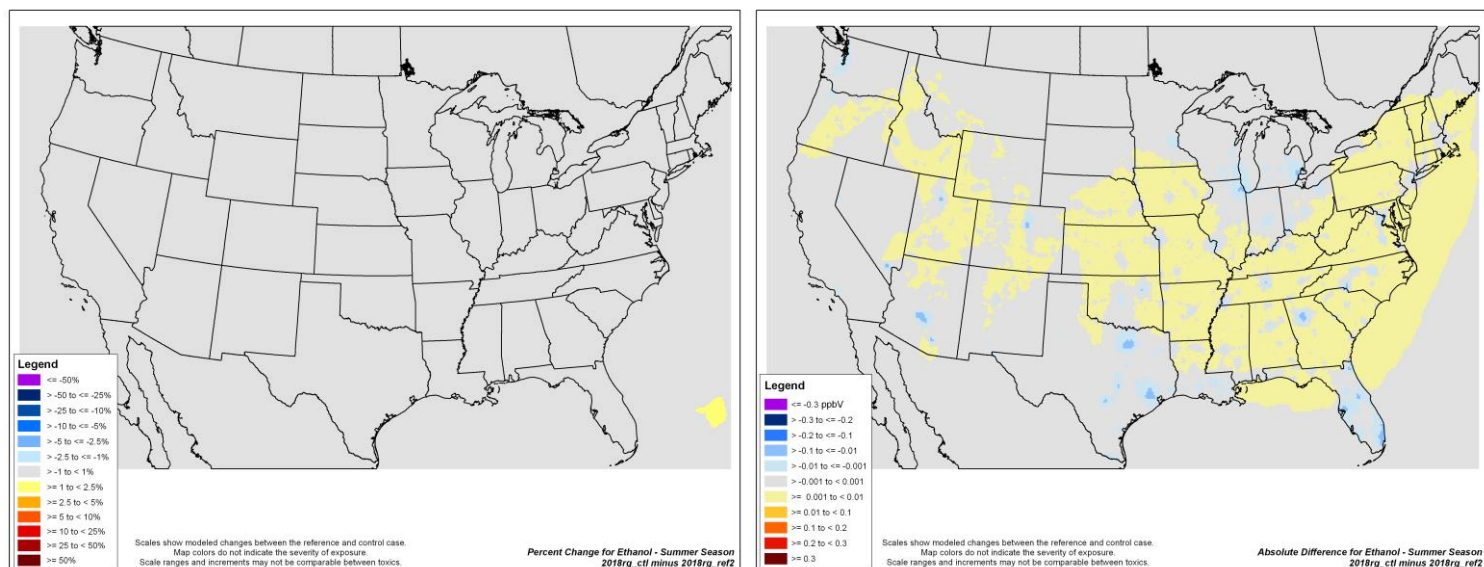 Legend
<= -50%
> -50 to <= -25%
> -25 to <= -10%
> -10 to <= -5%
> -5 to <= -2.5%
> -2.5 to <= -1%
> -1 to < 1%
>= 1 to < 2.5%
>= 2.5 to < 5%
>= 5 to < 10%
>= 10 to < 25%
>= 25 to < 50%
>= 50%
Scales show modeled changes between the reference and control case.
Map colors do not indicate the severity of exposure.
Scale ranges and increments may not be comparable between toxics.
Percent Change for Ethanol - Summer Season
2018rg_ctl minus 2018rg_ref2
Legend
<= -0.3 ppbV
> -0.3 to <= -0.2
> -0.2 to <= -0.1
> -0.1 to <= -0.01
> -0.01 to <= -0.001
> -0.001 to < 0.001
>= 0.001 to < 0.01
>= 0.01 to < 0.1
>= 0.1 to < 0.2
>= 0.2 to < 0.3
>= 0.3
Scales show modeled changes between the reference and control case.
Map colors do not indicate the severity of exposure.
Scale ranges and increments may not be comparable between toxics.
Absolute Difference for Ethanol - Summer Season
2018rg_ctl minus 2018rg_ref2